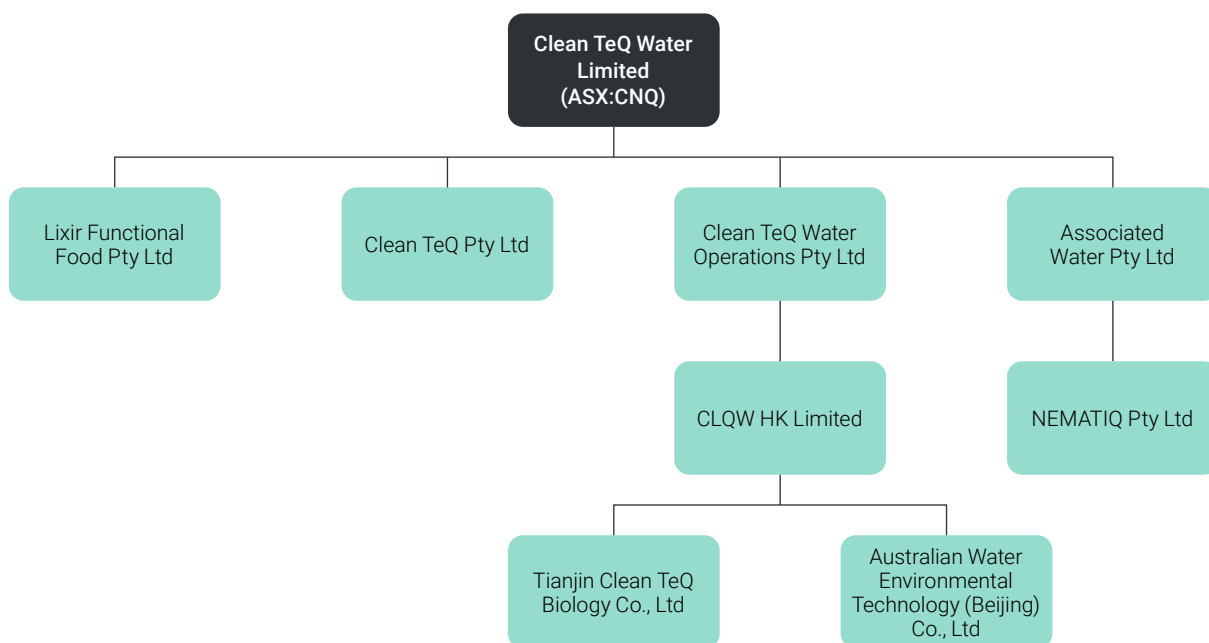 Clean TeQ Water
Limited
(ASX:CNQ)
Lixir Functional
Food Pty Ltd
Clean TeQ Pty Ltd
Clean TeQ Water
Operations Pty Ltd
Associated
Water Pty Ltd
CLQW HK Limited
NEMATIQ Pty Ltd
Tianjin Clean TeQ
Biology Co., Ltd
Australian Water
Environmental
Technology (Beijing)
Co., Ltd